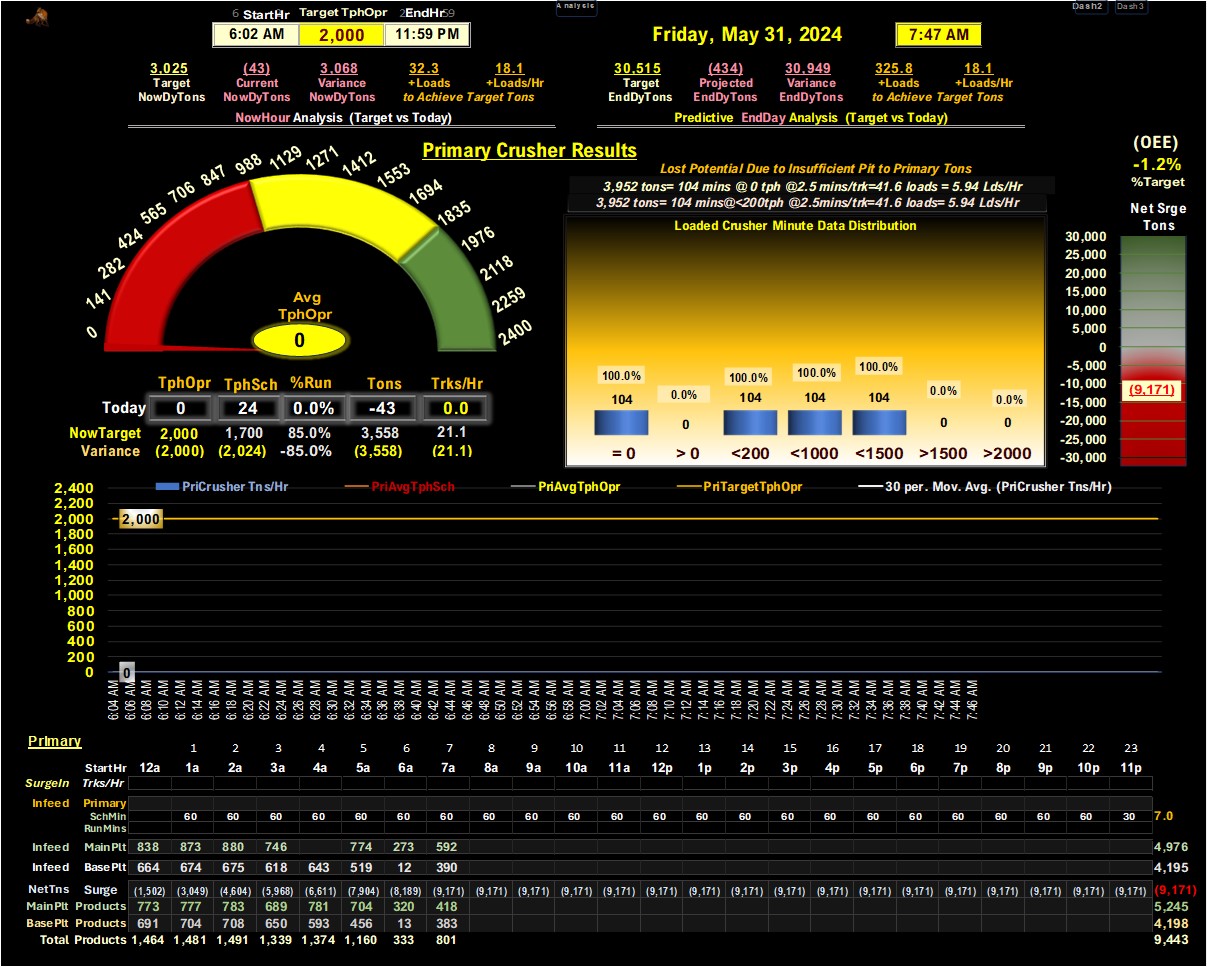 6 StartHr Target TphOpr EndHr 59
6:02 AM 2,000 11:59 PM
Analysis
Friday, May 31, 2024 7:47 AM
Dash2 Dash3
3,025 (43) 3,068 32.3 18.1
Target Current Variance +Loads +Loads/Hr
NowDyTons NowDyTons NowDyTons to Achieve Target Tons
NowHour Analysis (Target vs Today)
30,515 (434) 30,949 325.8 18.1
Target Projected Variance +Loads +Loads/Hr
EndDyTons EndDyTons EndDyTons to Achieve Target Tons
Predictive EndDay Analysis (Target vs Today)
Primary Crusher Results
0 141 282 424 565 706 847 988 1129 1271 1412 1553 1694 1835 1976 2118 2259 2400
Avg
TphOpr
0
TphOpr TphSch %Run Tons Trks/Hr
Today 0 24 0.0% -43 0.0
NowTarget 2,000 1,700 85.0% 3,558 21.1
Variance (2,000) (2,024) -85.0% (3,558) (21.1)
Lost Potential Due to Insufficient Pit to Primary Tons
3,952 tons= 104 mins @ 0 tph @2.5 mins/trk=41.6 loads = 5.94 Lds/Hr
3,952 tons= 104 mins@<200tph @2.5mins/trk=41.6 loads= 5.94 Lds/Hr
Loaded Crusher Minute Data Distribution
100.0% 0.0% 100.0% 100.0% 100.0% 0.0% 0.0%
104 0 104 104 104 0 0
= 0 > 0 <200 <1000 <1500 >1500 >2000
(OEE)
-1.2%
%Target
Net Srge
Tons
30,000
25,000
20,000
15,000
10,000
5,000
0
-5,000
-10,000
(9,171)
-15,000
-20,000
-25,000
-30,000
PriCrusher Tns/Hr PriAvgTphSch PriAvgTphOpr PriTargetTphOpr 30 per. Mov. Avg. (PriCrusher Tns/Hr)
2,400
2,200
2,000 2,000
1,800
1,600
1,400
1,200
1,000
800
600
400
200
0 0
6:04 AM 6:06 AM 6:08 AM 6:10 AM 6:12 AM 6:14 AM 6:16 AM 6:18 AM 6:20 AM 6:22 AM 6:24 AM 6:26 AM 6:28 AM 6:30 AM 6:32 AM 6:34 AM 6:36 AM 6:38 AM 6:40 AM 6:42 AM 6:44 AM 6:46 AM 6:48 AM 6:50 AM 6:52 AM 6:54 AM 6:56 AM 6:58 AM 7:00 AM 7:02 AM 7:04 AM 7:06 AM 7:08 AM 7:10 AM 7:12 AM 7:14 AM 7:16 AM 7:18 AM 7:20 AM 7:22 AM 7:24 AM 7:26 AM 7:28 AM 7:30 AM 7:32 AM 7:34 AM 7:36 AM 7:38 AM 7:40 AM 7:42 AM 7:44 AM 7:46 AM
Primary
1 2 3 4 5 6 7 8 9 10 11 12 13 14 15 16 17 18 19 20 21 22 23
StartHr 12a 1a 2a 3a 4a 5a 6a 7a 8a 9a 10a 11a 12p 1p 2p 3p 4p 5p 6p 7p 8p 9p 10p 11p
SurgeIn Trks/Hr
Infeed Primary
SchMin 60 60 60 60 60 60 60 60 60 60 60 60 60 60 60 60 60 60 60 60 60 60 30 7.0
RunMins
Infeed MainPlt 838 873 880 746 774 273 592 4,976
Infeed BasePlt 664 674 675 618 643 519 12 390 4,195
NetTns Surge (1,502) (3,049) (4,604) (5,968) (6,611) (7,904) (8,189) (9,171) (9,171) (9,171) (9,171) (9,171) (9,171) (9,171) (9,171) (9,171) (9,171) (9,171) (9,171) (9,171) (9,171) (9,171) (9,171) (9,171) (9,171)
MainPlt Products 773 777 783 689 781 704 320 418 5,245
BasePlt Products 691 704 708 650 593 456 13 383 4,198
Total Products 1,464 1,481 1,491 1,339 1,374 1,160 333 801 9,443